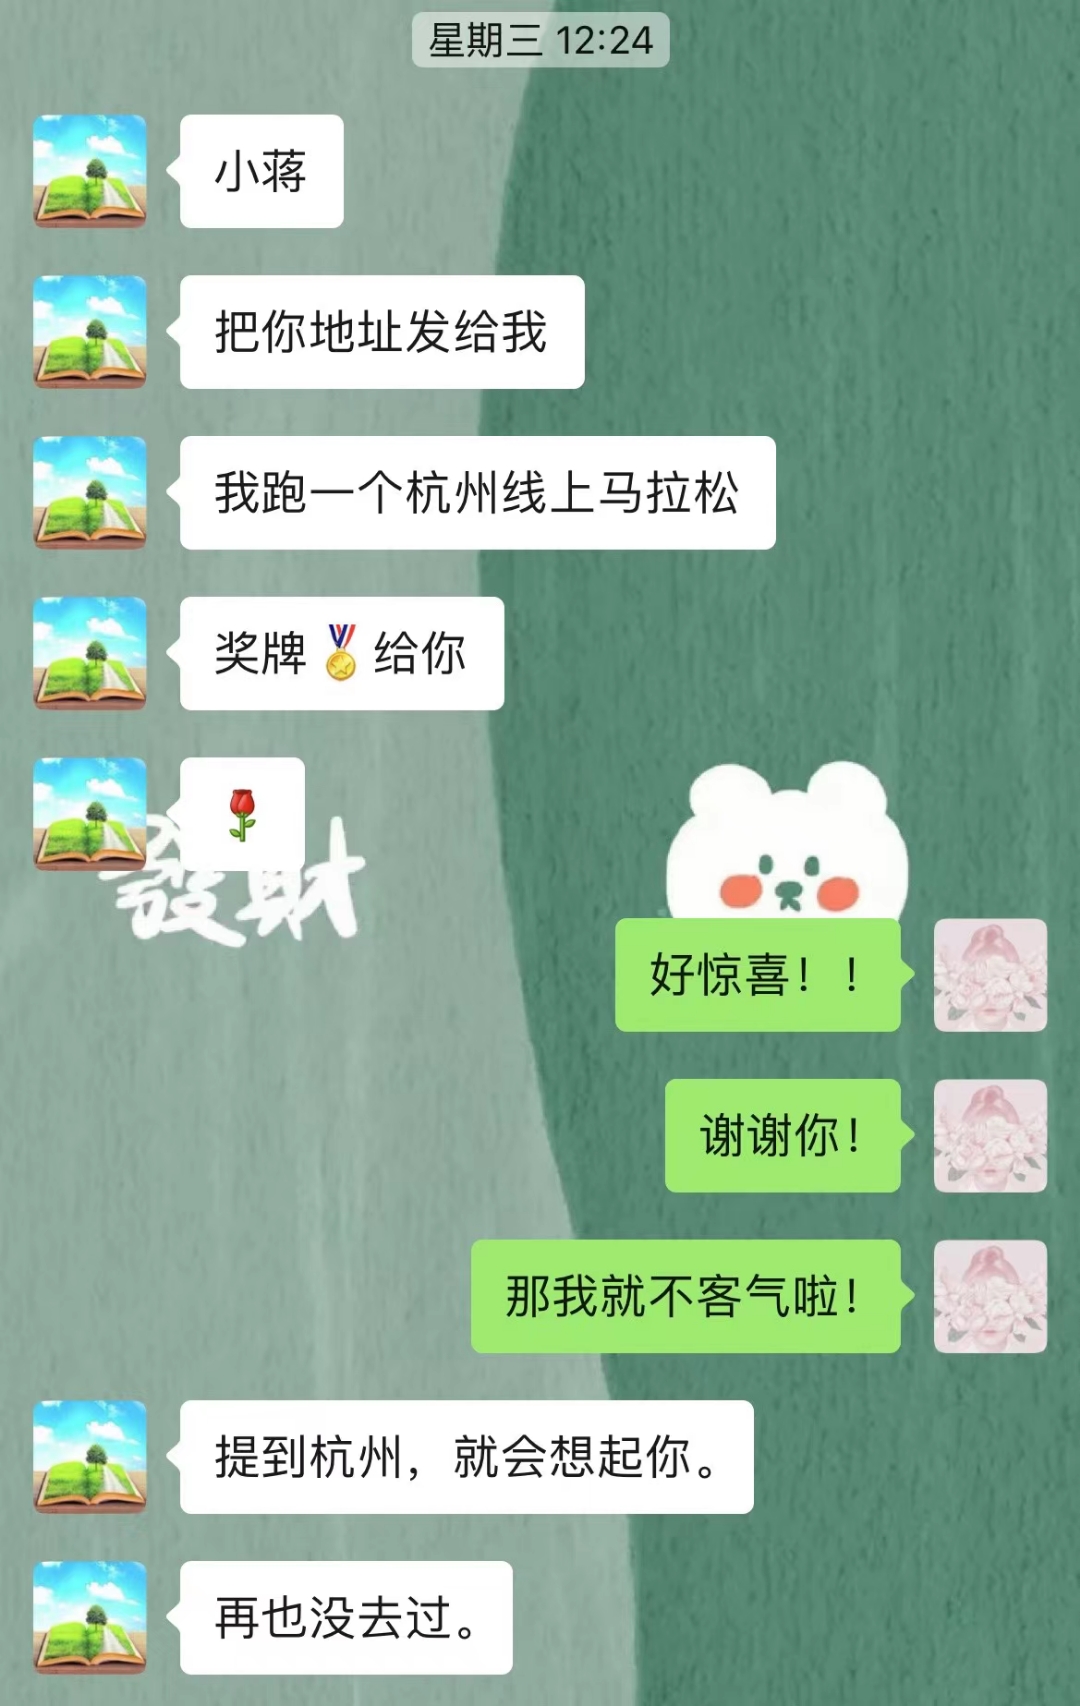 星期三 12:24
小蒋
把你地址发给我
我跑一个杭州线上马拉松
奖牌🏅给你
🌹
發財
好惊喜！！
谢谢你！
那我就不客气啦！
提到杭州，就会想起你。
再也没去过。